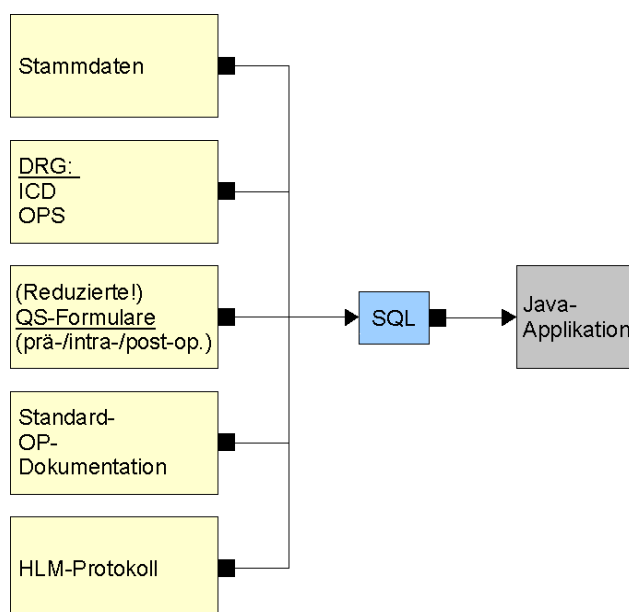 Stammdaten
DRG:
ICD
OPS
(Reduzierte!)
QS-Formulare
(prä-/intra-/post-op.)
Standard-
OP-
Dokumentation
HLM-Protokoll
SQL
Java-
Applikation